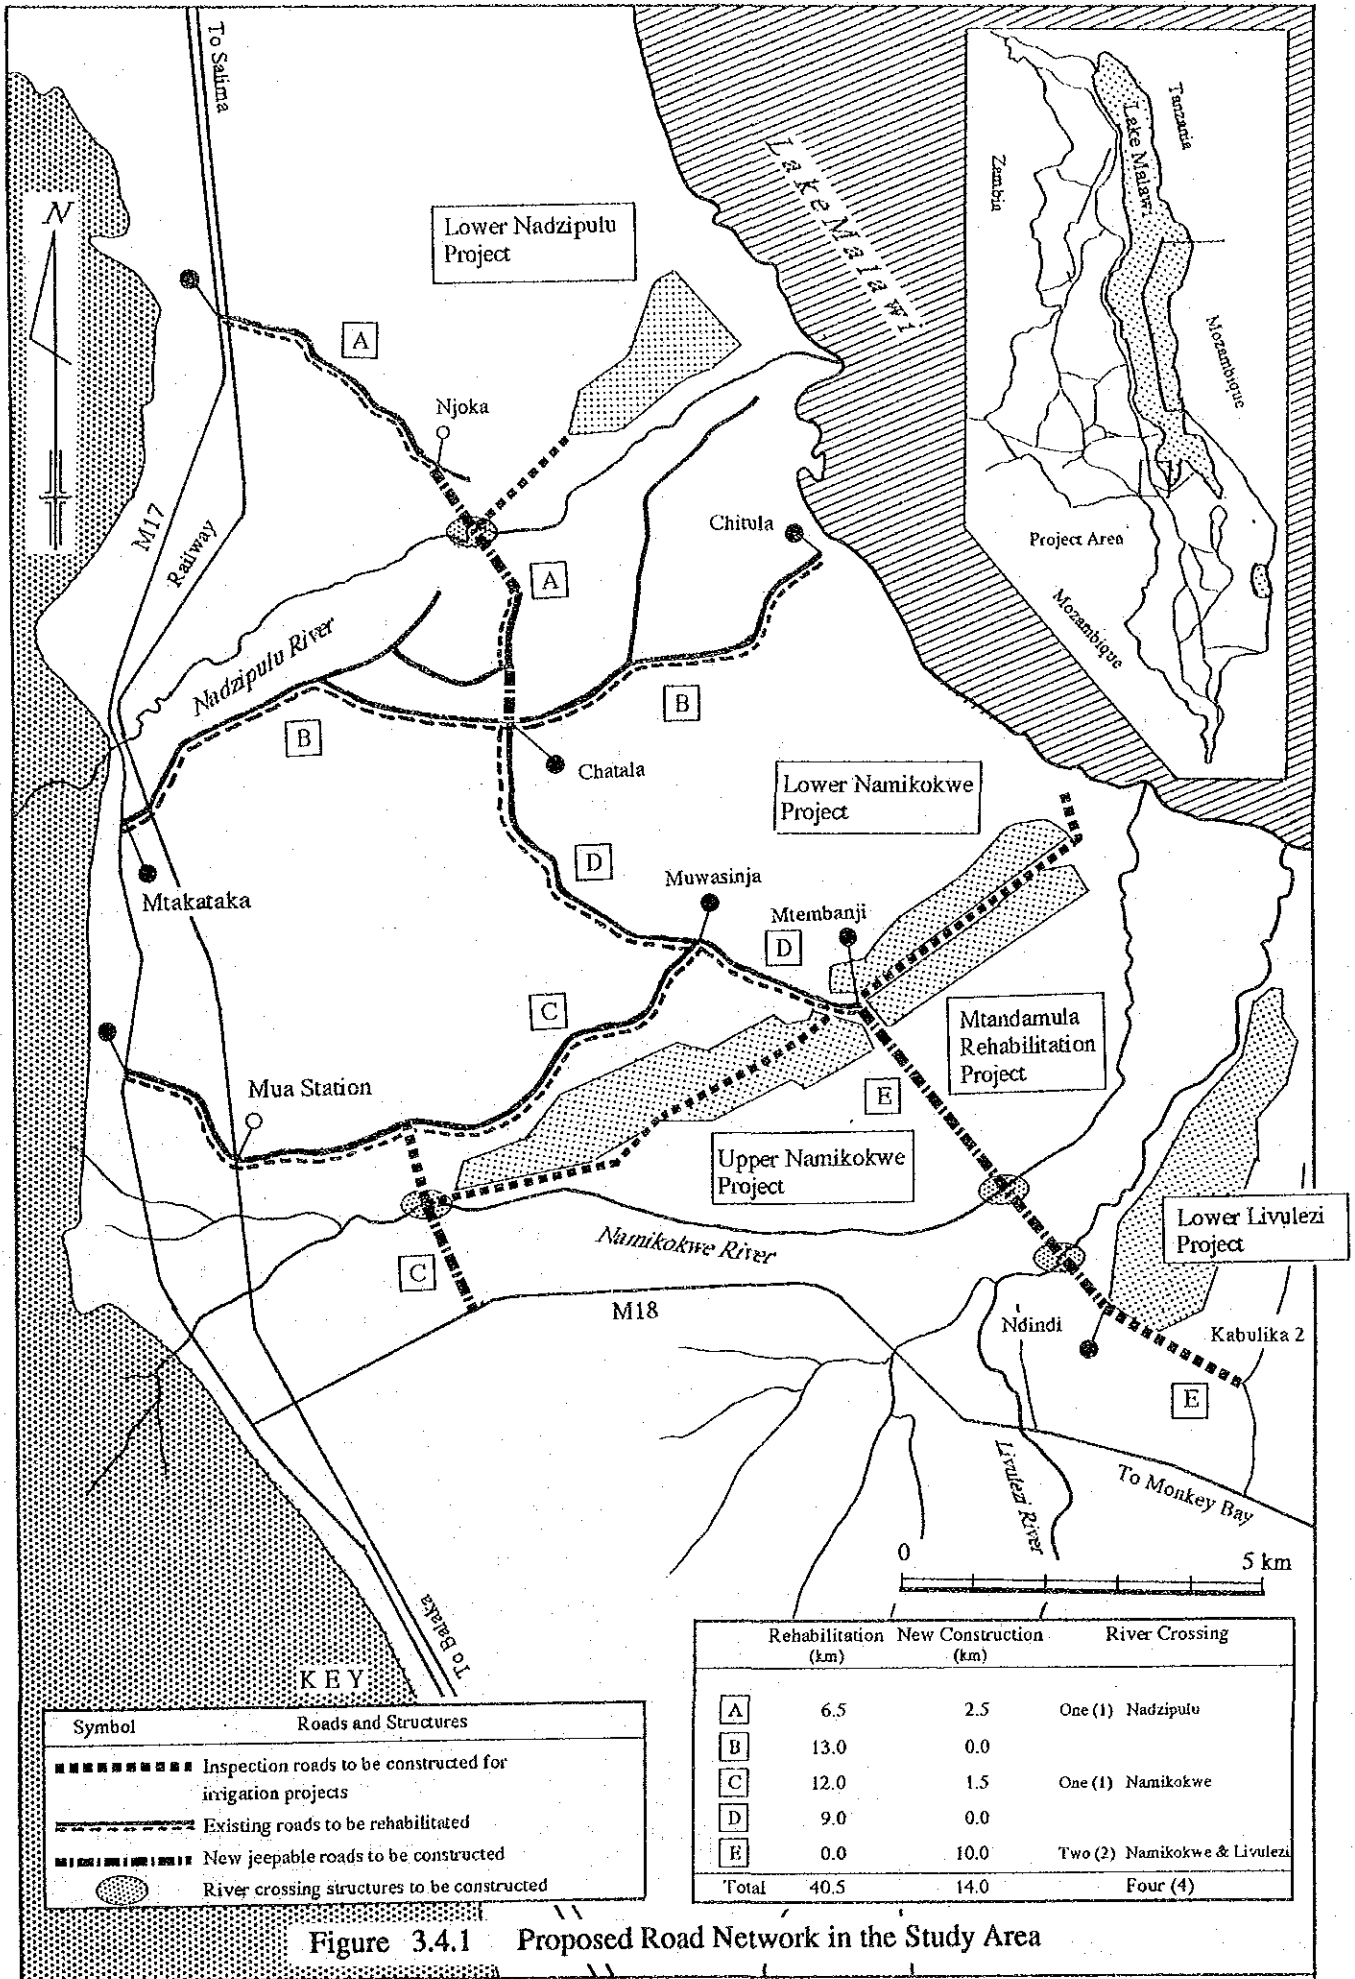 To Salima
N
Lower Nadzipulu
Project
Lake Malawi
Tanzania
Lake Malawi
Zembia
Mozambique
Project Area
Mozambique
A
Njoka
M17
Railway
Chitula
A
Nadzipulu River
B
B
Chatala
Lower Namikokwe
Project
D
Muwasinja
Mtembanji
D
Mtakataka
C
Mtandamula
Rehabilitation
Project
Mua Station
E
Upper Namikokwe
Project
Lower Livulezi
Project
Namikokwe River
C
M18
Ndindi
Kabulika 2
E
Livulezi River
To Monkey Bay
0 5 km
To Balaka
KEY
Symbol Roads and Structures
Inspection roads to be constructed for
irrigation projects
Existing roads to be rehabilitated
New jeepable roads to be constructed
River crossing structures to be constructed
Rehabilitation New Construction River Crossing
(km) (km)
A 6.5 2.5 One (1) Nadzipulu
B 13.0 0.0
C 12.0 1.5 One (1) Namikokwe
D 9.0 0.0
E 0.0 10.0 Two (2) Namikokwe & Livulezi
Total 40.5 14.0 Four (4)
Figure 3.4.1 Proposed Road Network in the Study Area